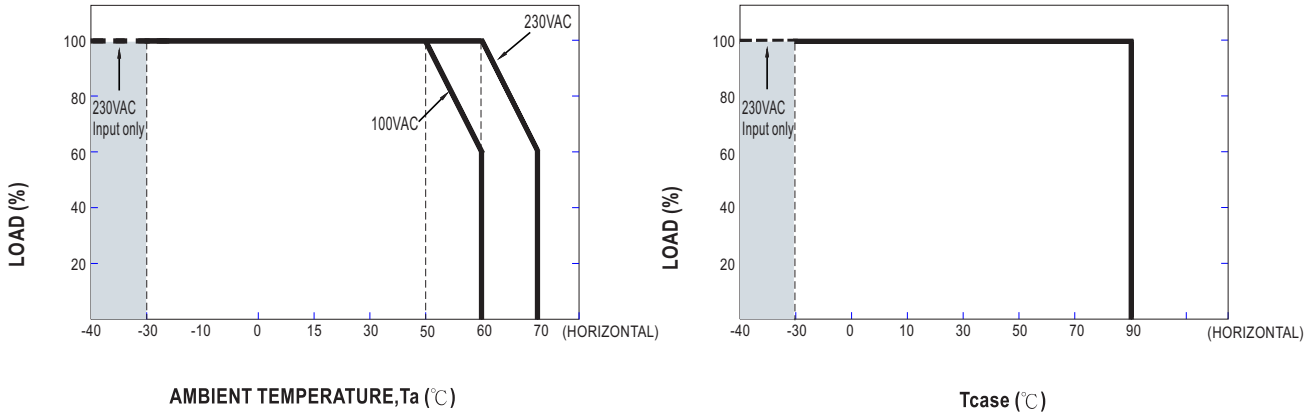 230VAC
100
80
60
40
20
230VAC
Input only
100VAC
LOAD (%)
-40 -30 -10 0 15 30 50 60 70 (HORIZONTAL)
AMBIENT TEMPERATURE,Ta (℃)
100
80
60
40
20
230VAC
Input only
LOAD (%)
-40 -30 0 10 30 50 70 90 (HORIZONTAL)
Tcase (℃)